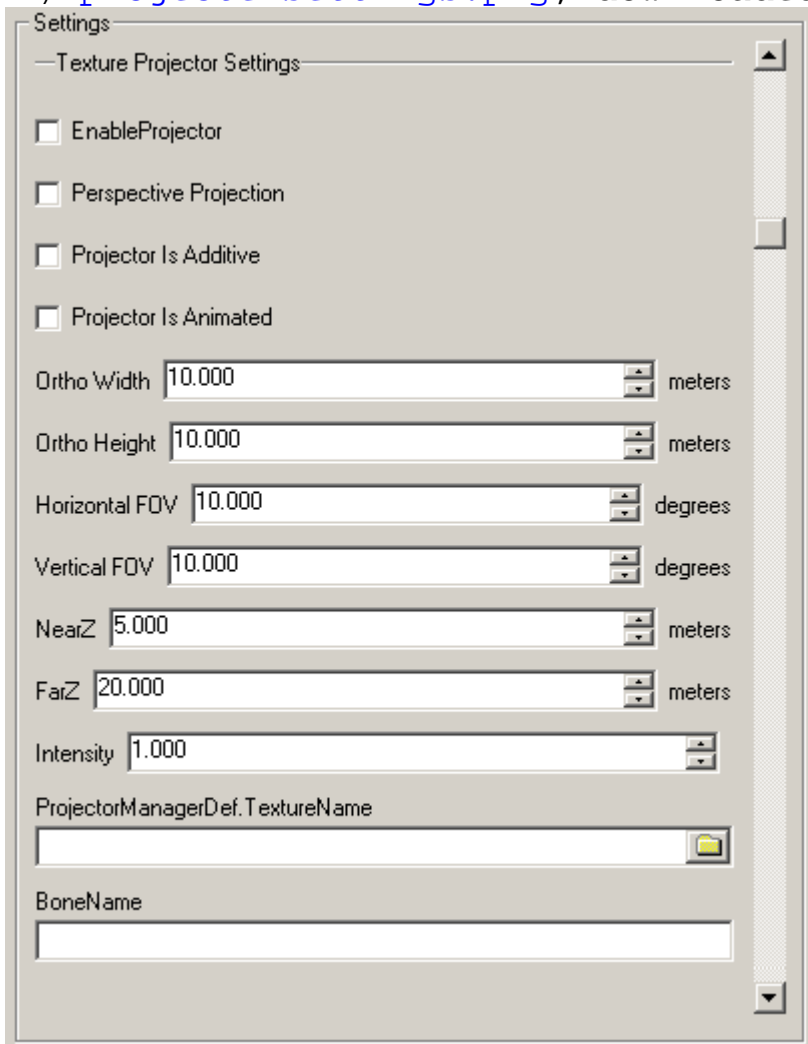 Settings
Texture Projector Settings
EnableProjector
Perspective Projection
Projector Is Additive
Projector Is Animated
Ortho Width 10.000 meters
Ortho Height 10.000 meters
Horizontal FOV 10.000 degrees
Vertical FOV 10.000 degrees
NearZ 5.000 meters
FarZ 20.000 meters
Intensity 1.000
ProjectorManagerDef.TextureName
BoneName